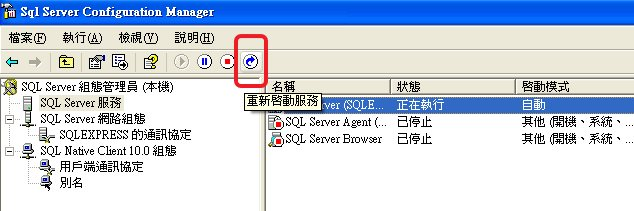 Sql Server Configuration Manager
檔案(F) 執行(A) 檢視(V) 說明(H)
SQL Server 組態管理員 (本機)
SQL Server 服務
SQL Server 網路組態
SQLEXPRESS 的通訊協定
SQL Native Client 10.0 組態
用戶端通訊協定
別名
名稱 狀態 啓動模式
重新啓動服務
erver (SQLE... 正在執行 自動
SQL Server Agent (... 已停止 其他 (開機、系統、...
SQL Server Browser 已停止 其他 (開機、系統、...